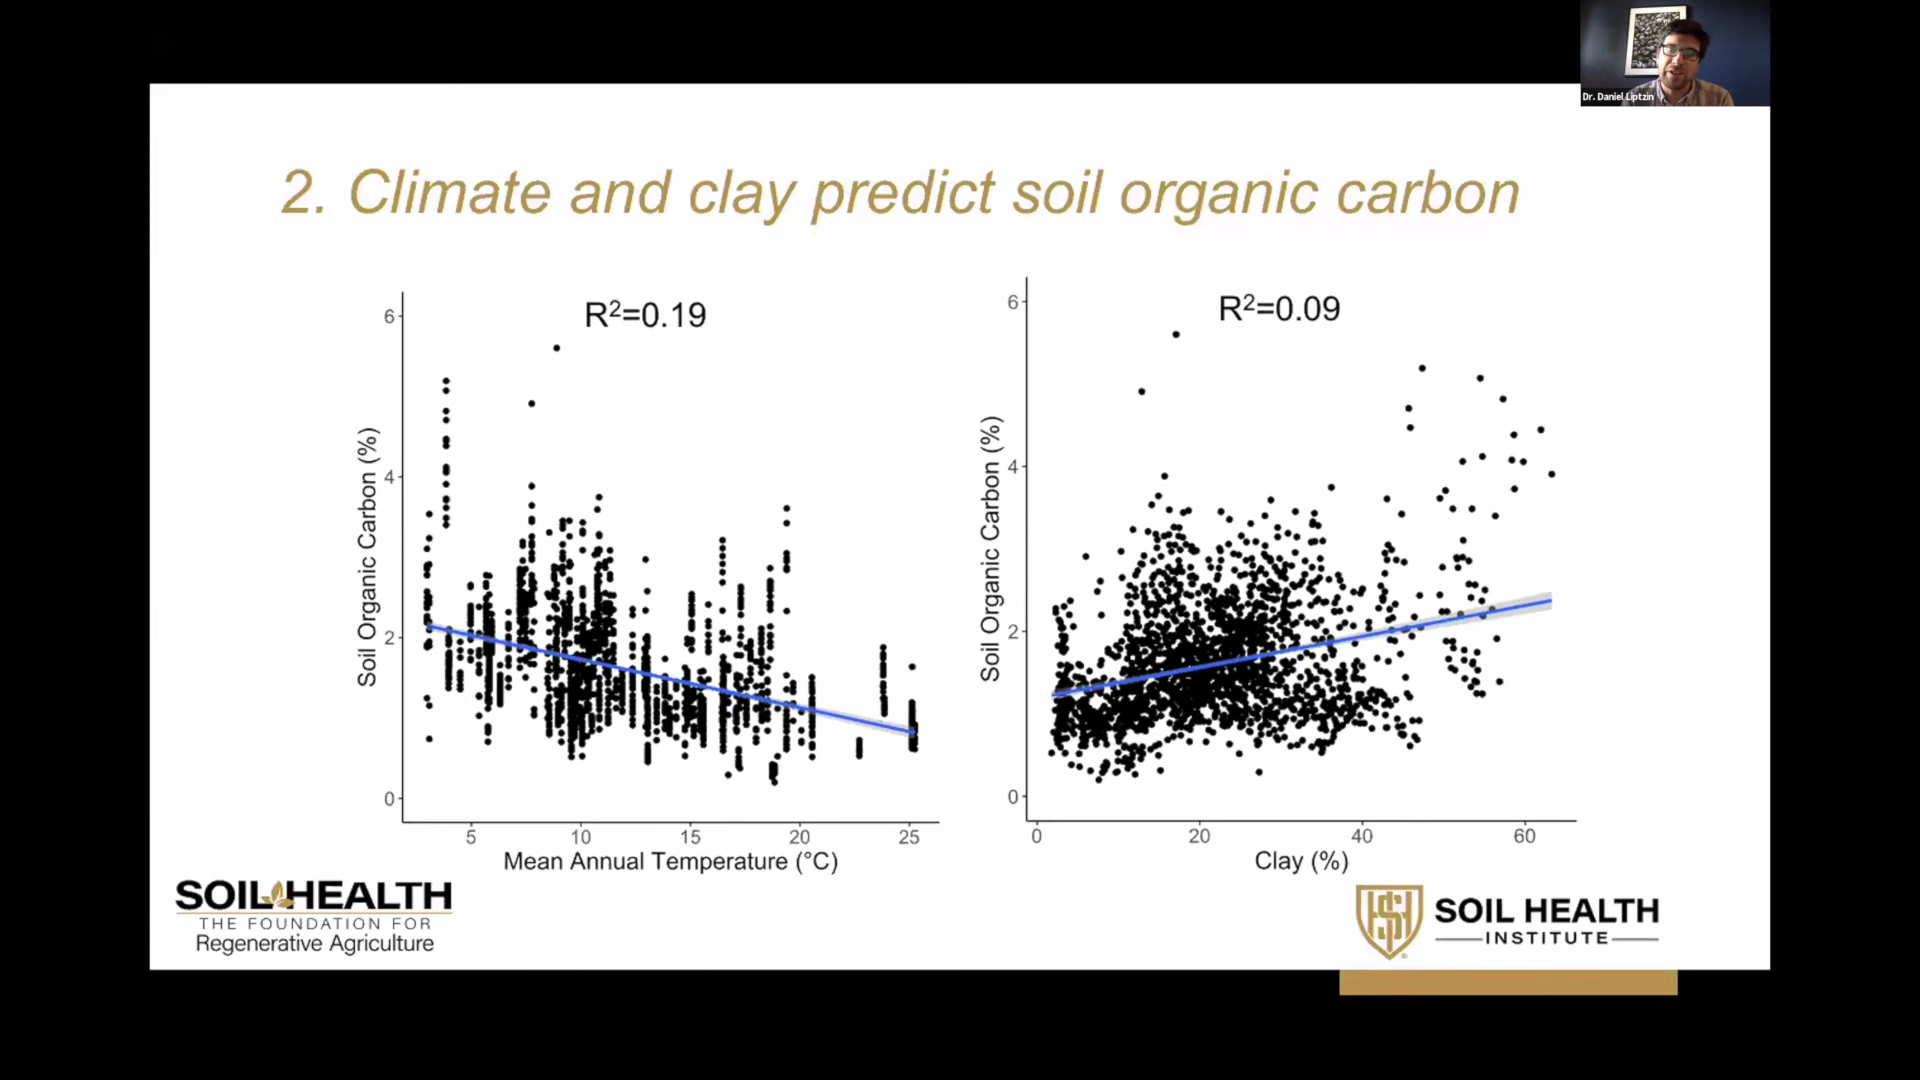 Dr. Daniel Liptzin
2. Climate and clay predict soil organic carbon
R²=0.19
6
4
2
0
Soil Organic Carbon (%)
5 10 15 20 25
Mean Annual Temperature (°C)
R²=0.09
6
4
2
0
Soil Organic Carbon (%)
0 20 40 60
Clay (%)
SOIL HEALTH
THE FOUNDATION FOR
Regenerative Agriculture
SOIL HEALTH
INSTITUTE